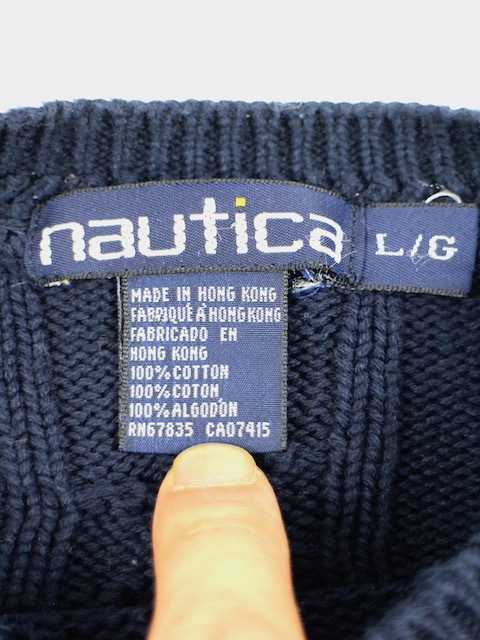 nautica
L/G
MADE IN HONG KONG
FABRIQUÉ À HONG KONG
FABRICADO EN
HONG KONG
100% COTTON
100% COTON
100% ALGODÓN
RN67835 CA07415